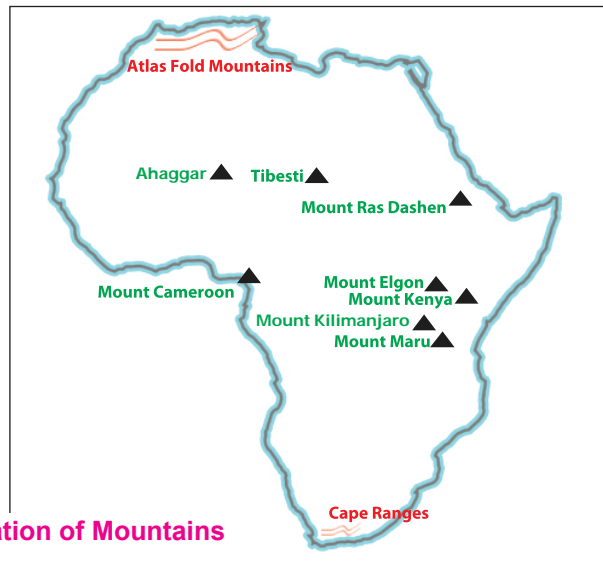 Atlas Fold Mountains
Ahaggar
Tibesti
Mount Ras Dashen
Mount Elgon
Mount Cameroon
Mount Kenya
Mount Kilimanjaro
Mount Maru
Cape Ranges
of Mountains